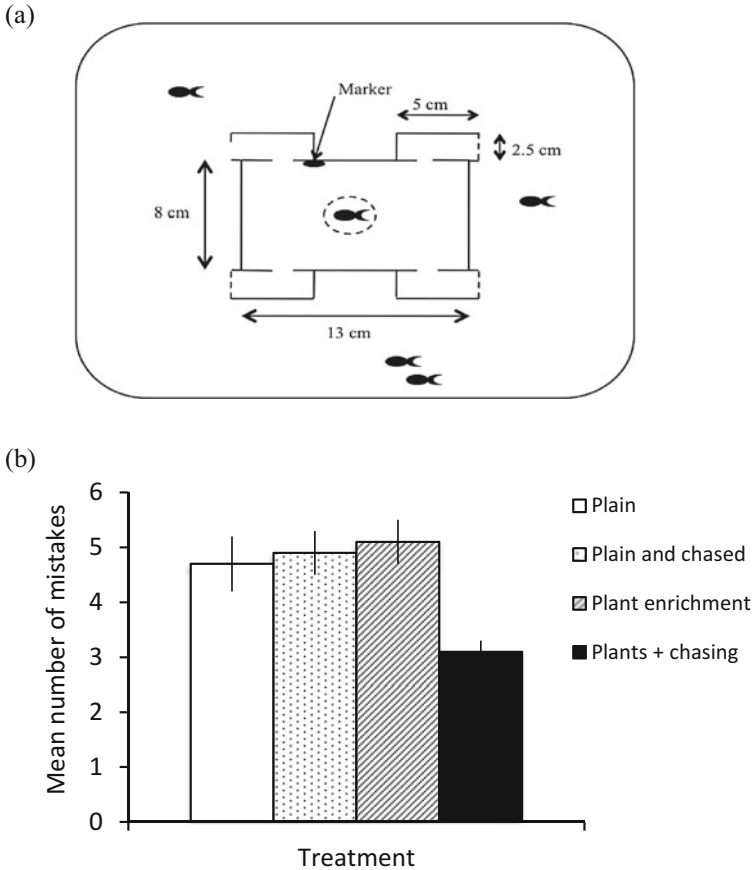 (a)
Marker
5 cm
2.5 cm
8 cm
13 cm
(b)
Mean number of mistakes
6
5
4
3
2
1
0
Treatment
Plain
Plain and chased
Plant enrichment
Plants + chasing